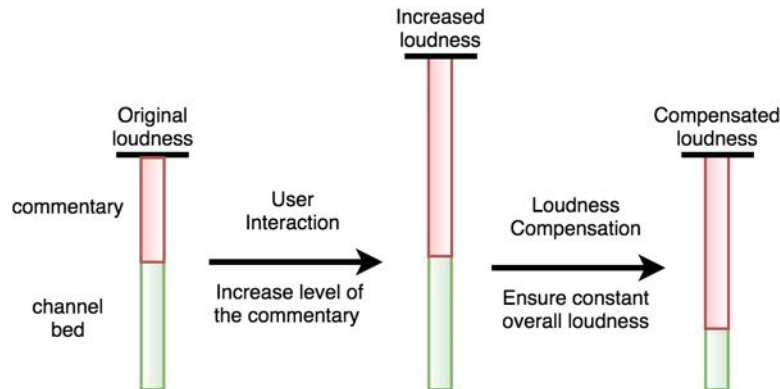 Original
loudness
commentary
channel
bed
User
Interaction
Increase level of
the commentary
Increased
loudness
Loudness
Compensation
Ensure constant
overall loudness
Compensated
loudness